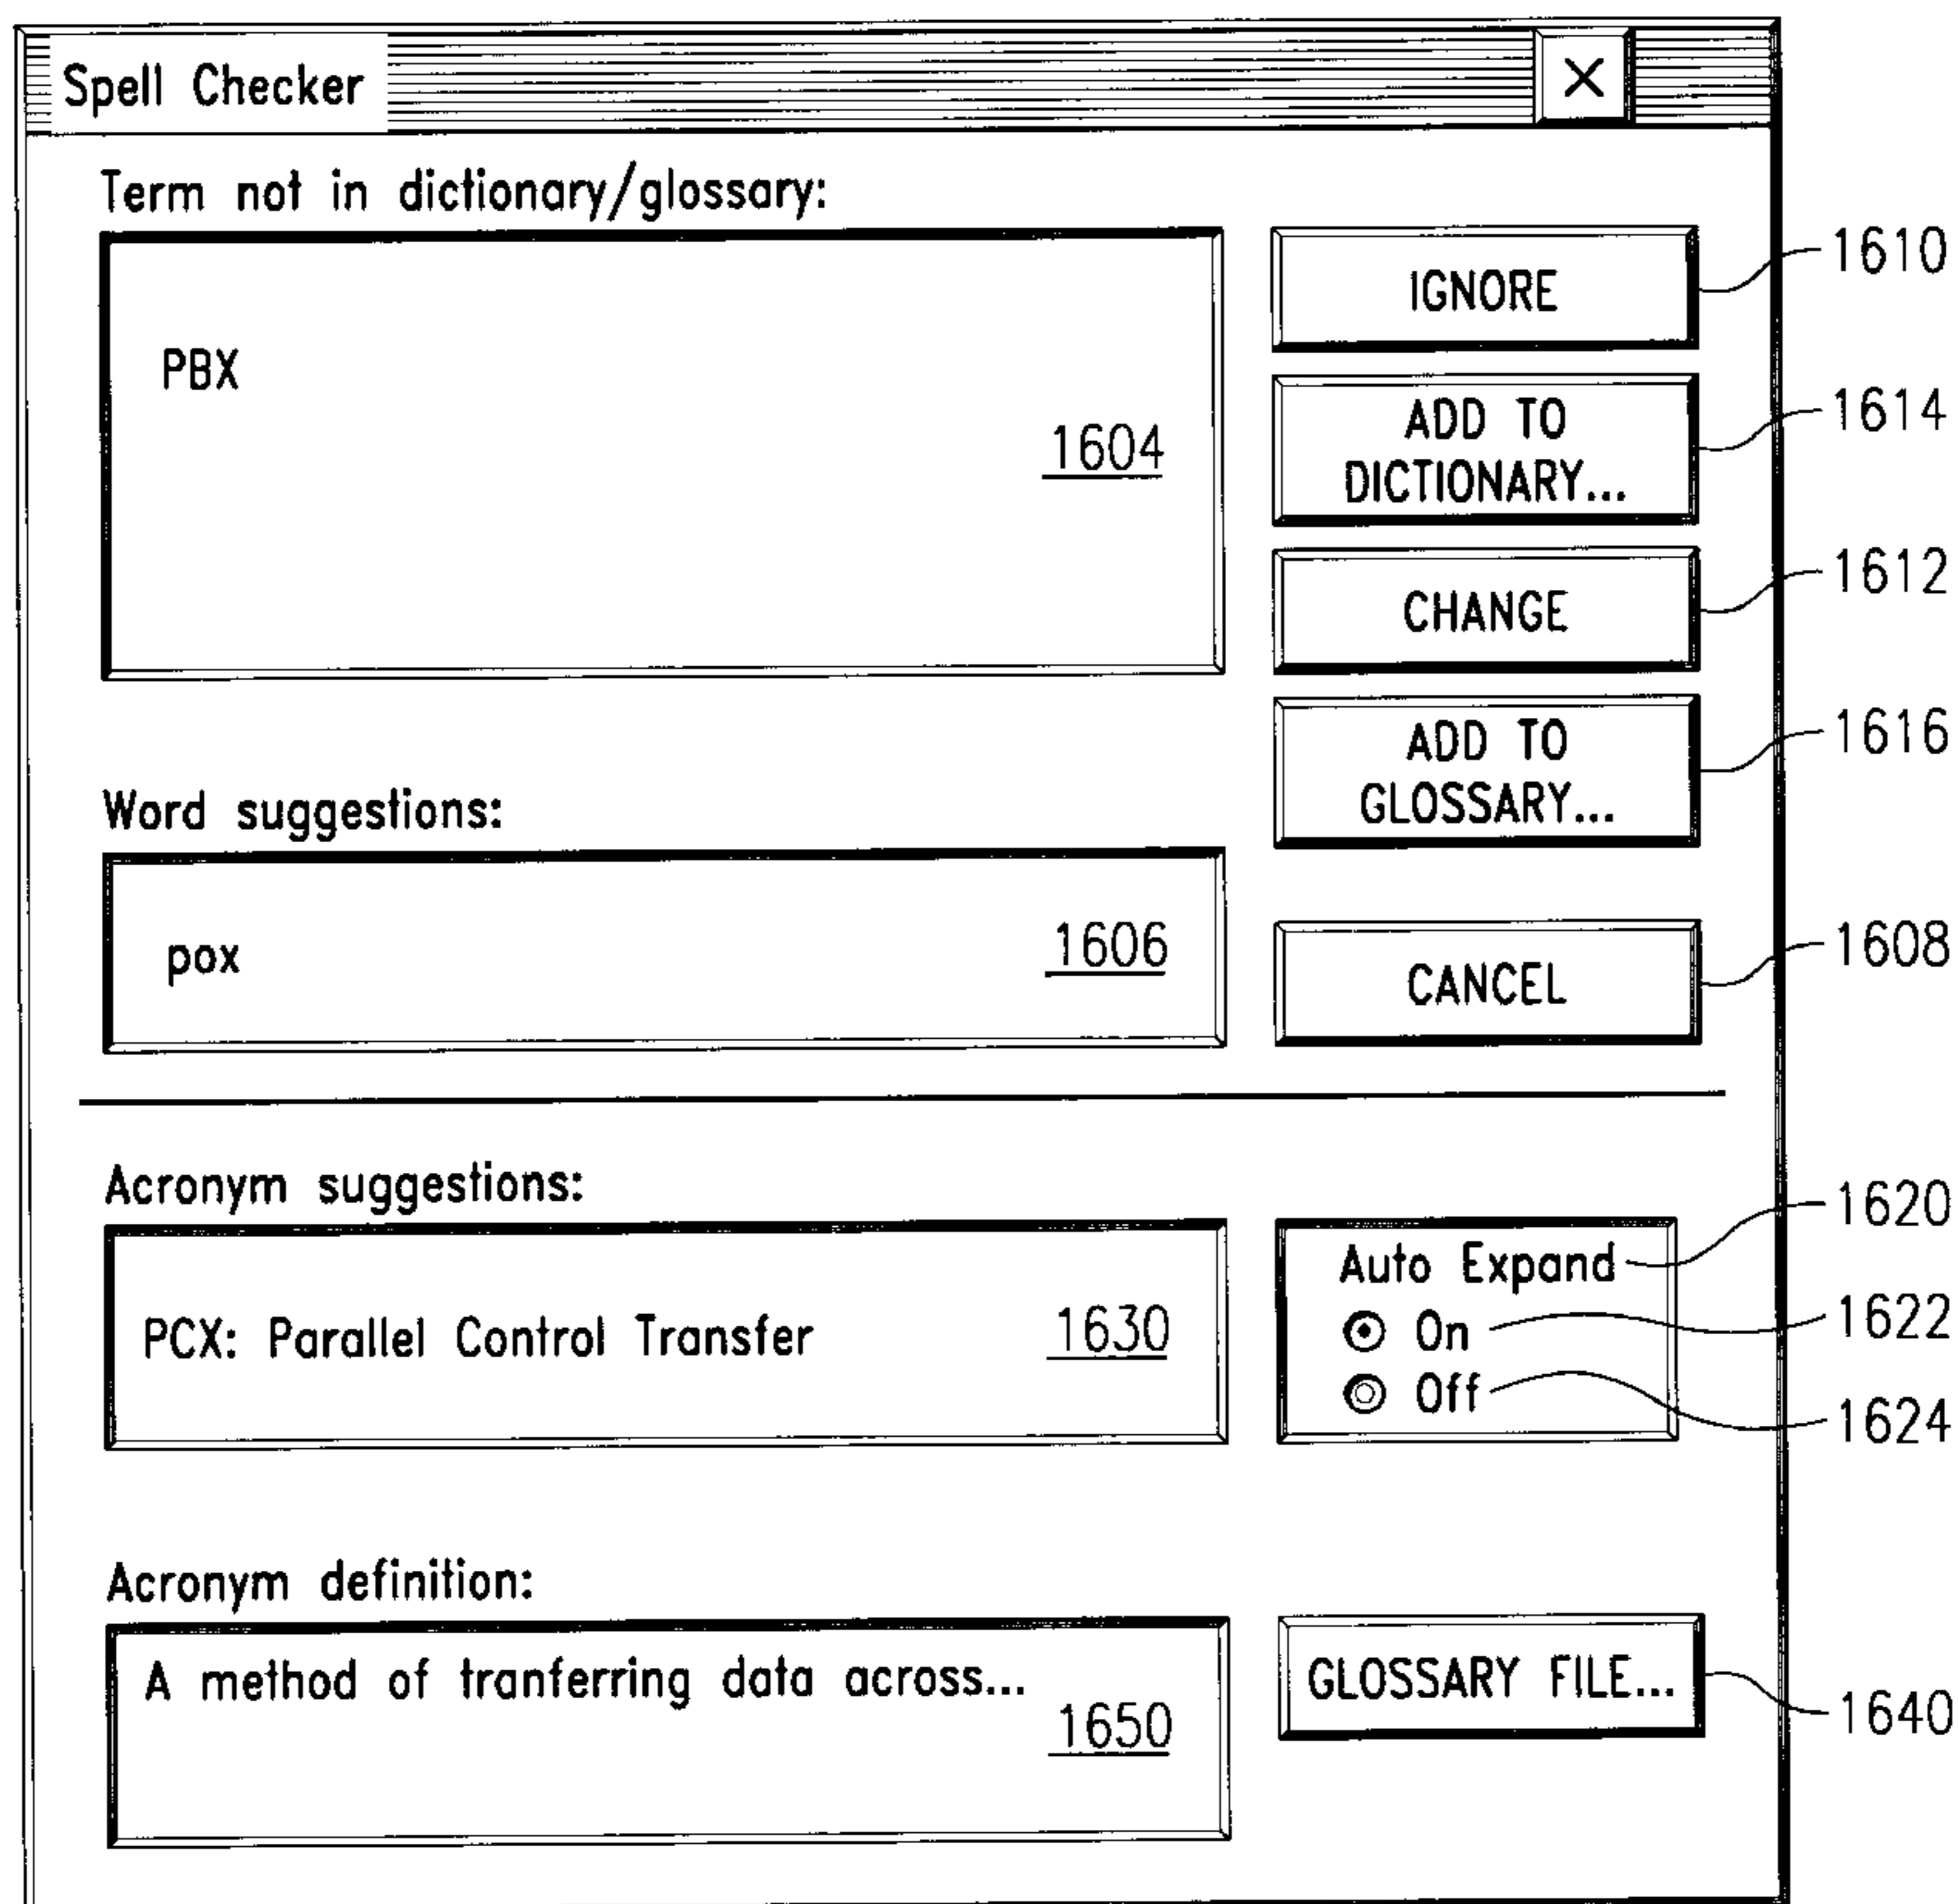 Spell Checker
X
Term not in dictionary/glossary:
PBX
1604
IGNORE
1610
ADD TO
DICTIONARY...
1614
CHANGE
1612
ADD TO
GLOSSARY...
1616
Word suggestions:
pox
1606
CANCEL
1608
Acronym suggestions:
PCX: Parallel Control Transfer
1630
Auto Expand
1620
On
1622
Off
1624
Acronym definition:
A method of tranferring data across...
1650
GLOSSARY FILE...
1640